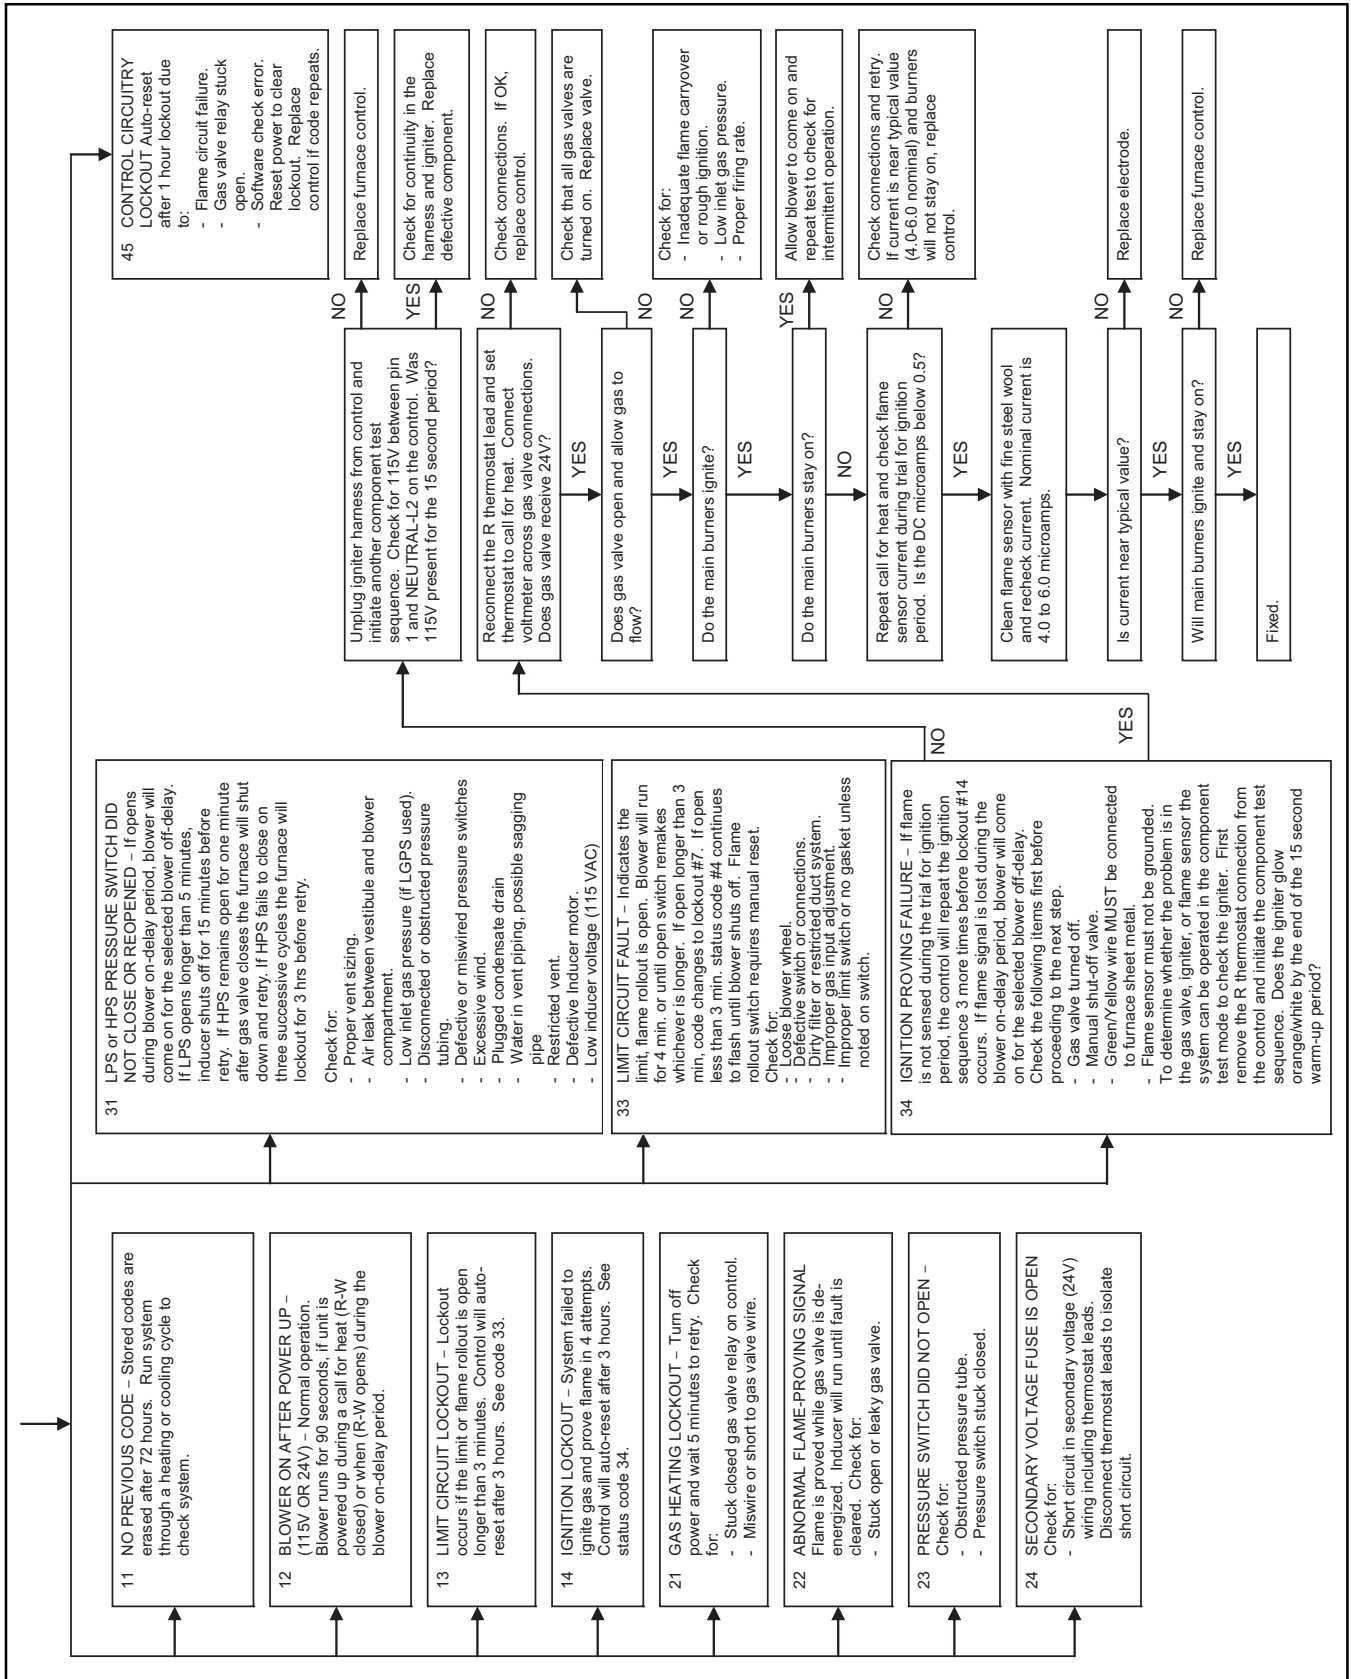 11 NO PREVIOUS CODE – Stored codes are
erased after 72 hours. Run system
through a heating or cooling cycle to
check system.
12 BLOWER ON AFTER POWER UP –
(115V OR 24V) – Normal operation.
Blower runs for 90 seconds, if unit is
powered up during a call for heat (R-W
closed) or when (R-W opens) during the
blower on-delay period.
13 LIMIT CIRCUIT LOCKOUT – Lockout
occurs if the limit or flame rollout is open
longer than 3 minutes. Control will auto-
reset after 3 hours. See code 33.
14 IGNITION LOCKOUT – System failed to
ignite gas and prove flame in 4 attempts.
Control will auto-reset after 3 hours. See
status code 34.
21 GAS HEATING LOCKOUT – Turn off
power and wait 5 minutes to retry. Check
for:
- Stuck closed gas valve relay on control.
- Miswire or short to gas valve wire.
22 ABNORMAL FLAME-PROVING SIGNAL
Flame is proved while gas valve is de-
energized. Inducer will run until fault is
cleared. Check for:
- Stuck open or leaky gas valve.
23 PRESSURE SWITCH DID NOT OPEN –
Check for:
- Obstructed pressure tube.
- Pressure switch stuck closed.
24 SECONDARY VOLTAGE FUSE IS OPEN
Check for:
- Short circuit in secondary voltage (24V)
wiring including thermostat leads.
Disconnect thermostat leads to isolate
short circuit.
31 LPS or HPS PRESSURE SWITCH DID
NOT CLOSE OR REOPENED – If opens
during blower on-delay period, blower will
come on for the selected blower off-delay.
If LPS opens longer than 5 minutes,
inducer shuts off for 15 minutes before
retry. If HPS remains open for one minute
after gas valve closes the furnace will shut
down and retry. If HPS fails to close on
three successive cycles the furnace will
lockout for 3 hrs before retry.
Check for:
- Proper vent sizing.
- Air leak between vestibule and blower
compartment.
- Low inlet gas pressure (if LGPS used).
- Disconnected or obstructed pressure
tubing.
- Defective or miswired pressure switches
- Excessive wind.
- Plugged condensate drain
- Water in vent piping, possible sagging
pipe
- Restricted vent.
- Defective Inducer motor.
- Low inducer voltage (115 VAC)
33 LIMIT CIRCUIT FAULT – Indicates the
limit, flame rollout is open. Blower will run
for 4 min. or until open switch remakes
whichever is longer. If open longer than 3
min, code changes to lockout #7. If open
less than 3 min. status code #4 continues
to flash until blower shuts off. Flame
rollout switch requires manual reset.
Check for:
- Loose blower wheel.
- Defective switch or connections.
- Dirty filter or restricted duct system.
- Improper gas input adjustment.
- Improper limit switch or no gasket unless
noted on switch.
34 IGNITION PROVING FAILURE – If flame
is not sensed during the trial for ignition
period, the control will repeat the ignition
sequence 3 more times before lockout #14
occurs. If flame signal is lost during the
blower on-delay period, blower will come
on for the selected blower off-delay.
Check the following items first before
proceeding to the next step.
- Gas valve turned off.
- Manual shut-off valve.
- Green/Yellow wire MUST be connected
to furnace sheet metal.
- Flame sensor must not be grounded.
To determine whether the problem is in
the gas valve, igniter, or flame sensor the
system can be operated in the component
test mode to check the igniter. First
remove the R thermostat connection from
the control and initiate the component test
sequence. Does the igniter glow
orange/white by the end of the 15 second
warm-up period?
NO
YES
45 CONTROL CIRCUITRY
LOCKOUT Auto-reset
after 1 hour lockout due
to:
- Flame circuit failure.
- Gas valve relay stuck
open.
- Software check error.
Reset power to clear
lockout. Replace
control if code repeats.
Unplug igniter harness from control and
initiate another component test
sequence. Check for 115V between pin
1 and NEUTRAL-L2 on the control. Was
115V present for the 15 second period?
NO
Replace furnace control.
YES
Check for continuity in the
harness and igniter. Replace
defective component.
Reconnect the R thermostat lead and set
thermostat to call for heat. Connect
voltmeter across gas valve connections.
Does gas valve receive 24V?
NO
Check connections. If OK,
replace control.
YES
Does gas valve open and allow gas to
flow?
NO
Check that all gas valves are
turned on. Replace valve.
YES
Do the main burners ignite?
NO
Check for:
- Inadequate flame carryover
or rough ignition.
- Low inlet gas pressure.
- Proper firing rate.
YES
Do the main burners stay on?
YES
Allow blower to come on and
repeat test to check for
intermittent operation.
NO
Repeat call for heat and check flame
sensor current during trial for ignition
period. Is the DC microamps below 0.5?
NO
Check connections and retry.
If current is near typical value
(4.0-6.0 nominal) and burners
will not stay on, replace
control.
YES
Clean flame sensor with fine steel wool
and recheck current. Nominal current is
4.0 to 6.0 microamps.
Is current near typical value?
NO
Replace electrode.
YES
Will main burners ignite and stay on?
NO
Replace furnace control.
YES
Fixed.